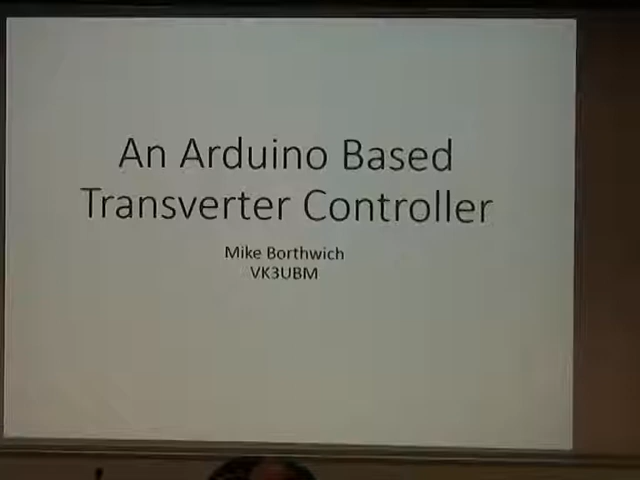 An Arduino Based
Transverter Controller
Mike Borthwich
VK3UBM